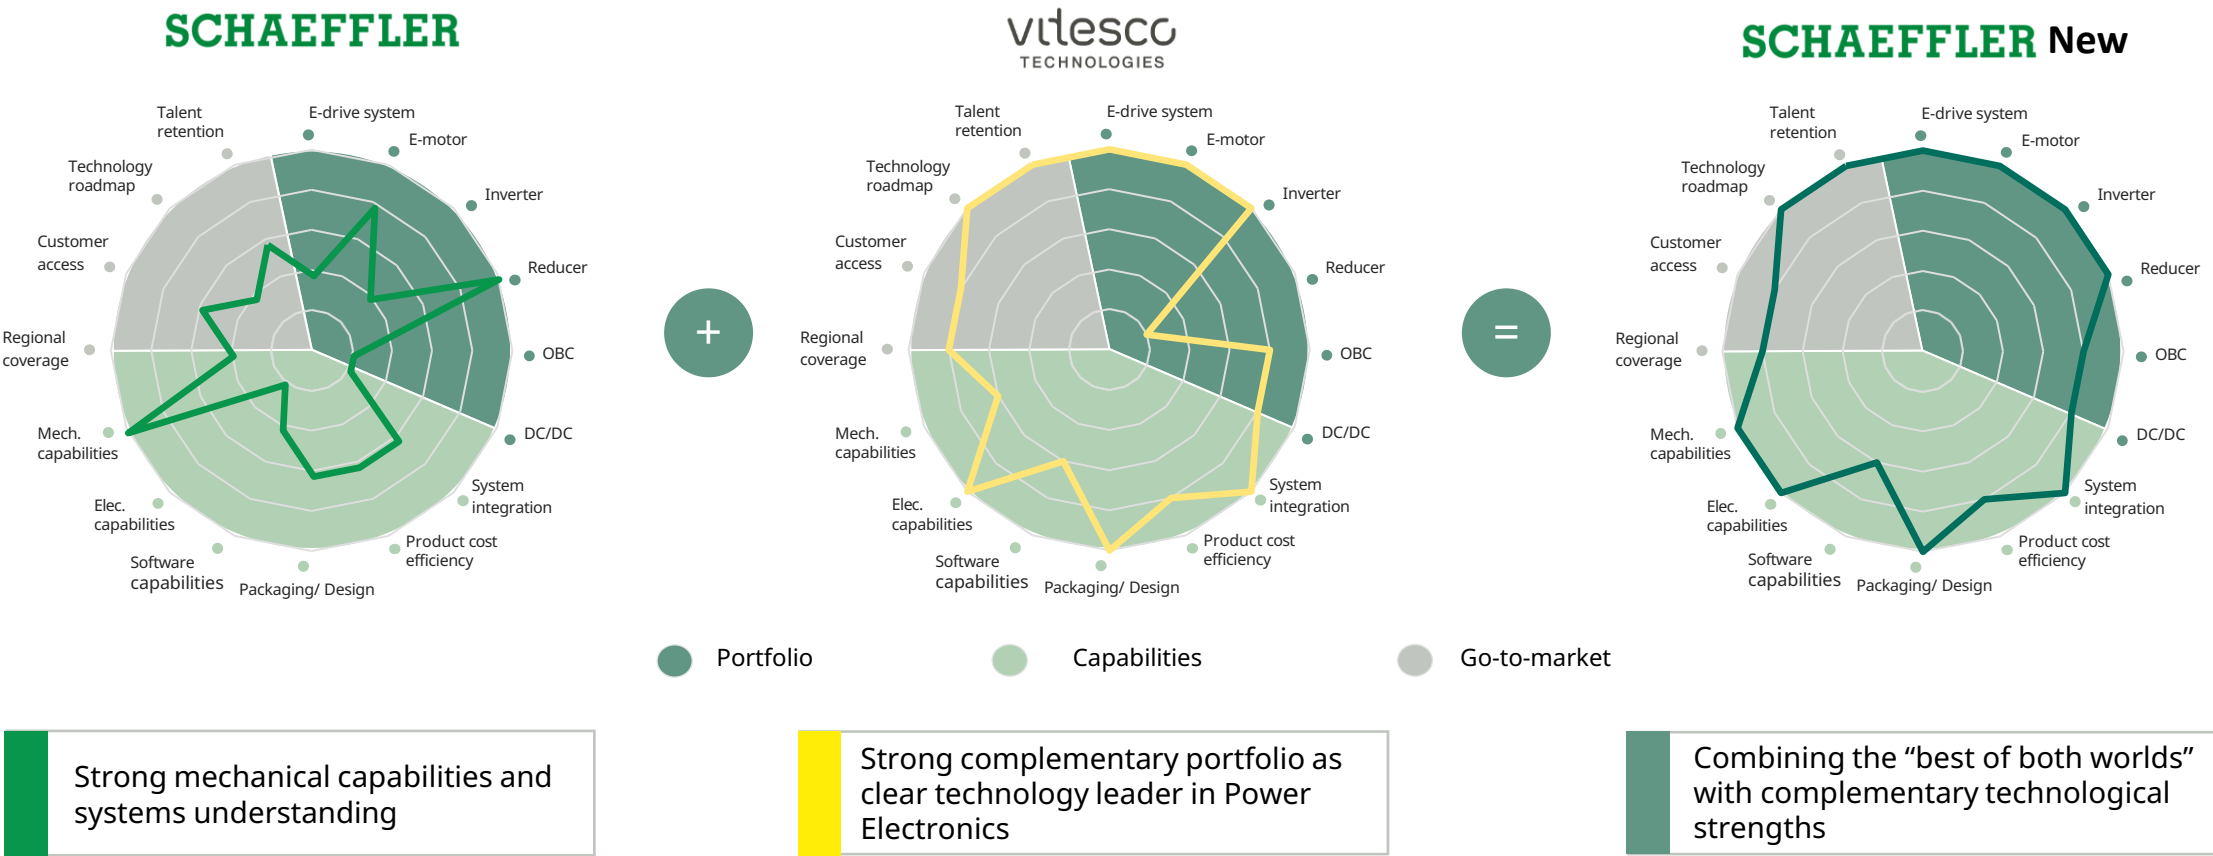 SCHAEFFLER
vitesco
TECHNOLOGIES
SCHAEFFLER New
Talent
retention
E-drive system
E-motor
Technology
roadmap
Inverter
Customer
access
Reducer
Regional
coverage
OBC
Mech.
capabilities
DC/DC
Elec.
capabilities
System
integration
Software
capabilities
Product cost
efficiency
Packaging/ Design
+
Talent
retention
E-drive system
E-motor
Technology
roadmap
Inverter
Customer
access
Reducer
Regional
coverage
OBC
Mech.
capabilities
DC/DC
Elec.
capabilities
System
integration
Software
capabilities
Product cost
efficiency
Packaging/ Design
=
Talent
retention
E-drive system
E-motor
Technology
roadmap
Inverter
Customer
access
Reducer
Regional
coverage
OBC
Mech.
capabilities
DC/DC
Elec.
capabilities
System
integration
Software
capabilities
Product cost
efficiency
Packaging/ Design
Portfolio
Capabilities
Go-to-market
Strong mechanical capabilities and
systems understanding
Strong complementary portfolio as
clear technology leader in Power
Electronics
Combining the “best of both worlds”
with complementary technological
strengths